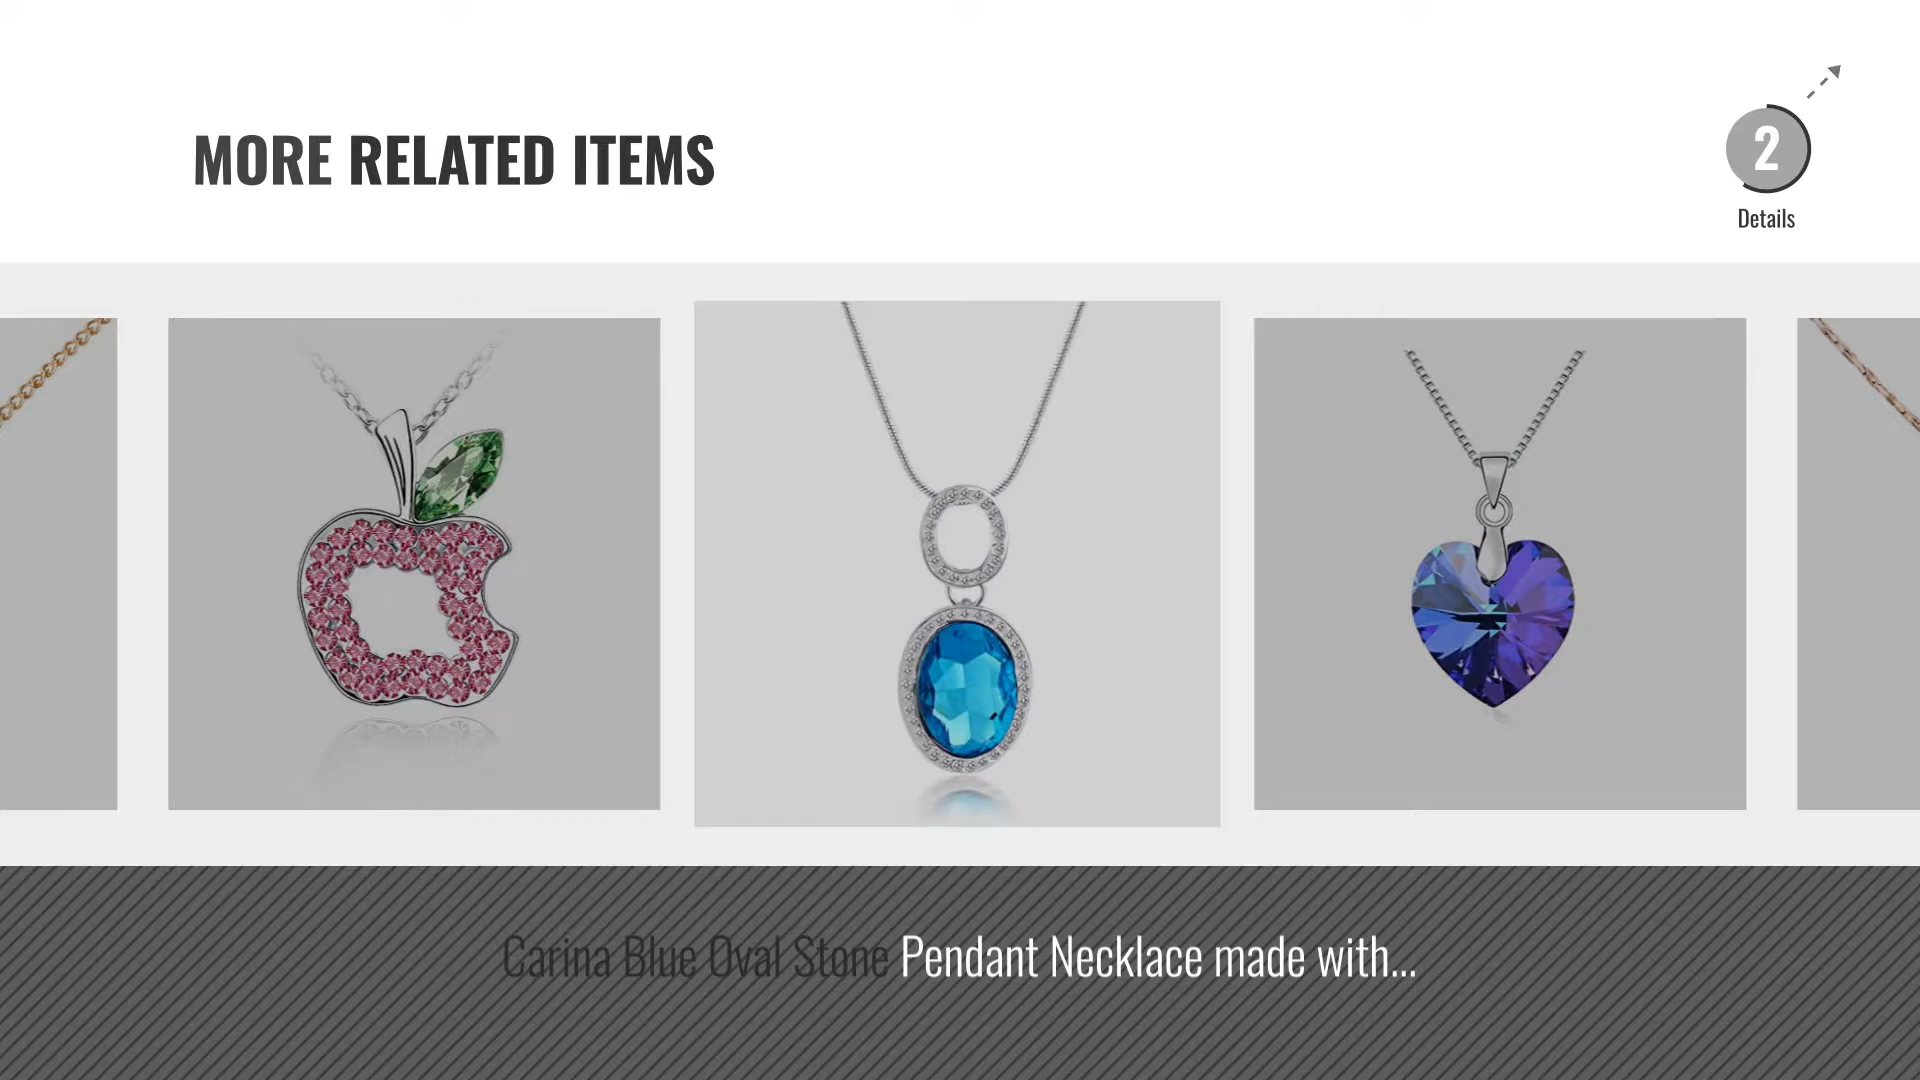 MORE RELATED ITEMS
2
Details
Carina Blue Oval Stone Pendant Necklace made with...